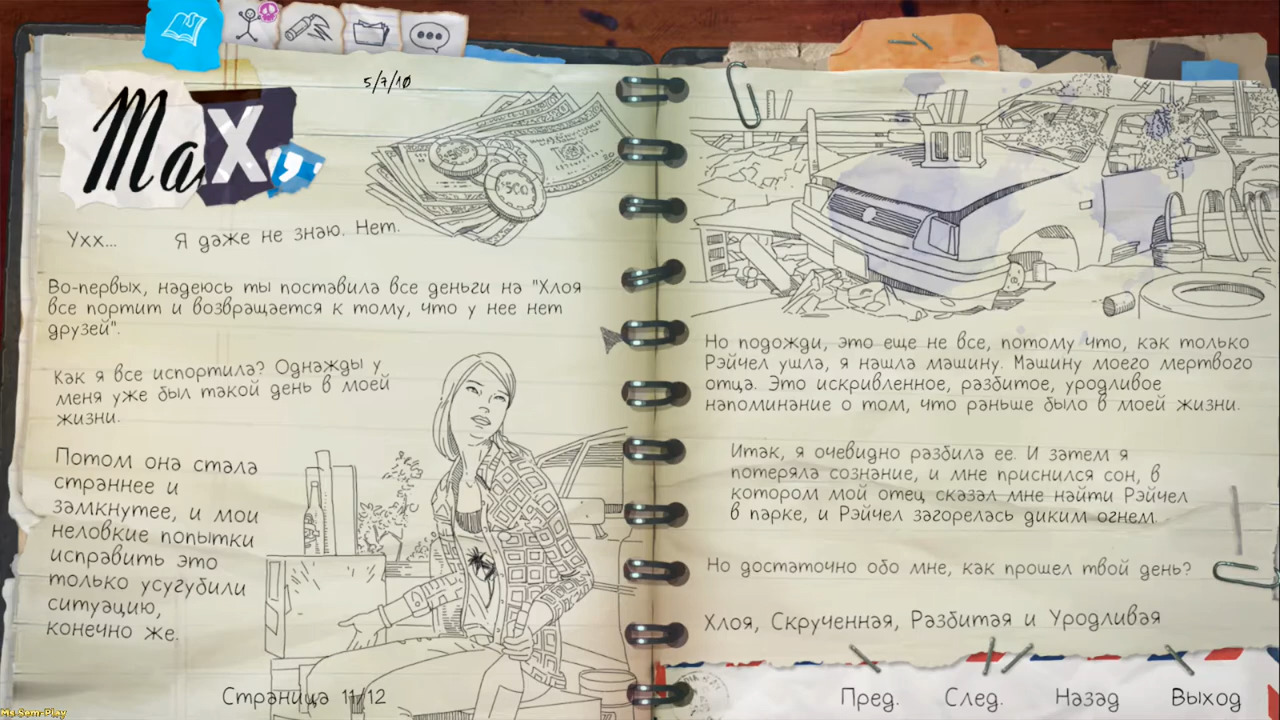 Max,
5/7/10
Ухх... Я даже не знаю. Нет.
Во-первых, надеюсь ты поставила все деньги на "Хлоя
все портит и возвращается к тому, что у нее нет
друзей".
Как я все испортила? Однажды у
меня уже был такой день в моей
жизни.
Потом она стала
страннее и
замкнутее, и мои
неловкие попытки
исправить это
только усугубили
ситуацию,
конечно же.
Страница 11/12
Но подожди, это еще не все, потому что, как только
Рэйчел ушла, я нашла машину. Машину моего мертвого
отца. Это искривленное, разбитое, уродливое
напоминание о том, что раньше было в моей жизни.
Итак, я очевидно разбила ее. И затем я
потеряла сознание, и мне приснился сон, в
котором мой отец сказал мне найти Рэйчел
в парке, и Рэйчел загорелась диким огнем.
Но достаточно обо мне, как прошел твой день?
Хлоя, Скрученная, Разбитая и Уродливая
Пред. След. Назад Выход
Ms.Som-Play